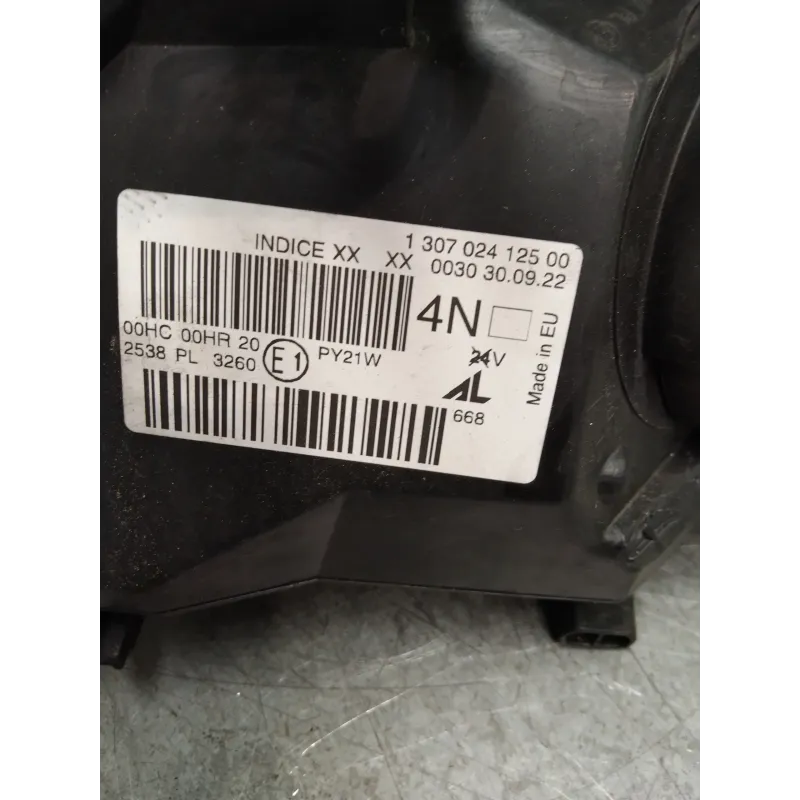 INDICE XX XX 1 307 024 125 00
0030 30.09.22
4N
00HC 00HR 20
2538 PL 3260 E1 PY21W
24V
AL
668
Made in EU